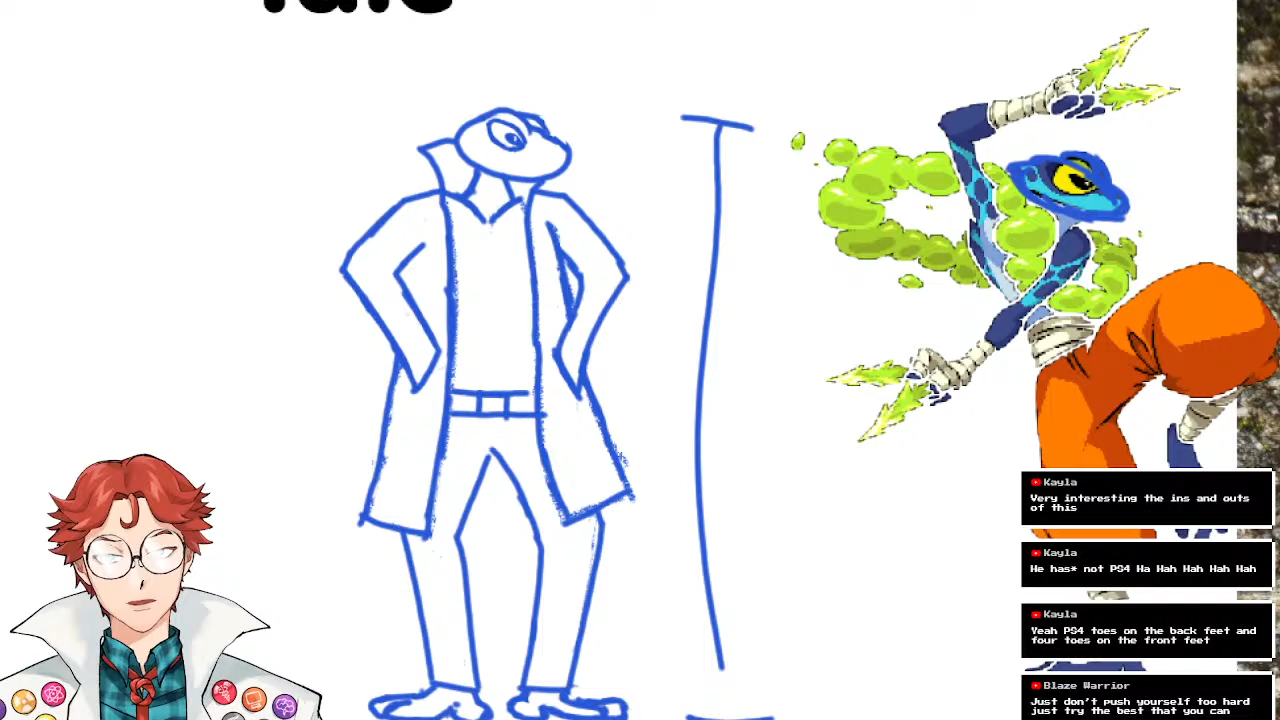 Kayla
Very interesting the ins and outs
of this
Kayla
He has* not PS4 Ha Hah Hah Hah Hah
Kayla
Yeah PS4 toes on the back feet and
four toes on the front feet
Blaze Warrior
Just don't push yourself too hard
just try the best that you can